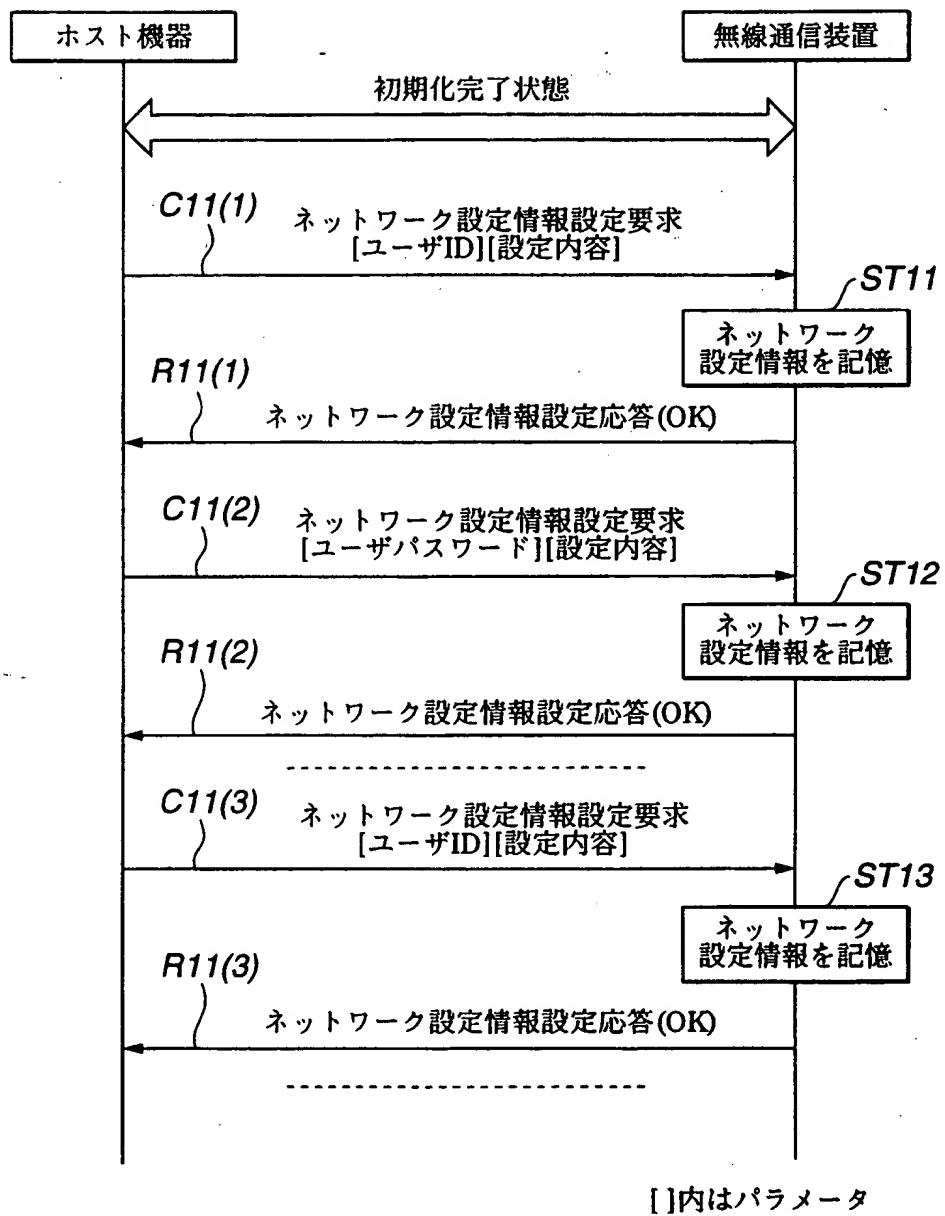 ホスト機器
無線通信装置
初期化完了状態
C11(1)
ネットワーク設定情報設定要求
[ユーザID][設定内容]
ST11
ネットワーク
設定情報を記憶
R11(1)
ネットワーク設定情報設定応答(OK)
C11(2)
ネットワーク設定情報設定要求
[ユーザパスワード][設定内容]
ST12
ネットワーク
設定情報を記憶
R11(2)
ネットワーク設定情報設定応答(OK)
C11(3)
ネットワーク設定情報設定要求
[ユーザID][設定内容]
ST13
ネットワーク
設定情報を記憶
R11(3)
ネットワーク設定情報設定応答(OK)
[ ]内はパラメータ